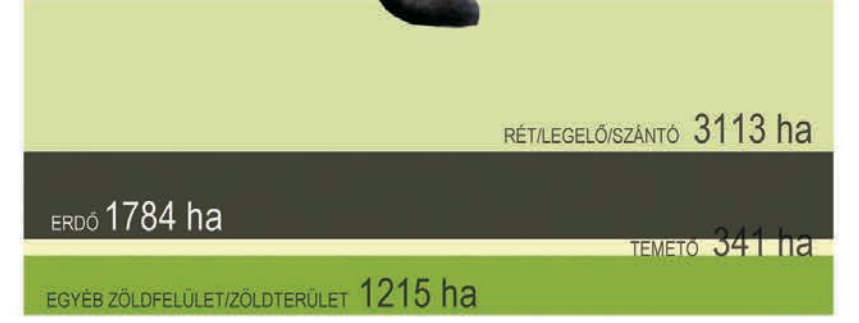 RÉT/LEGELŐ/SZÁNTÓ 3113 ha
ERDŐ 1784 ha
TEMETŐ 341 ha
EGYÉB ZÖLDFELÜLET/ZÖLDTERÜLET 1215 ha